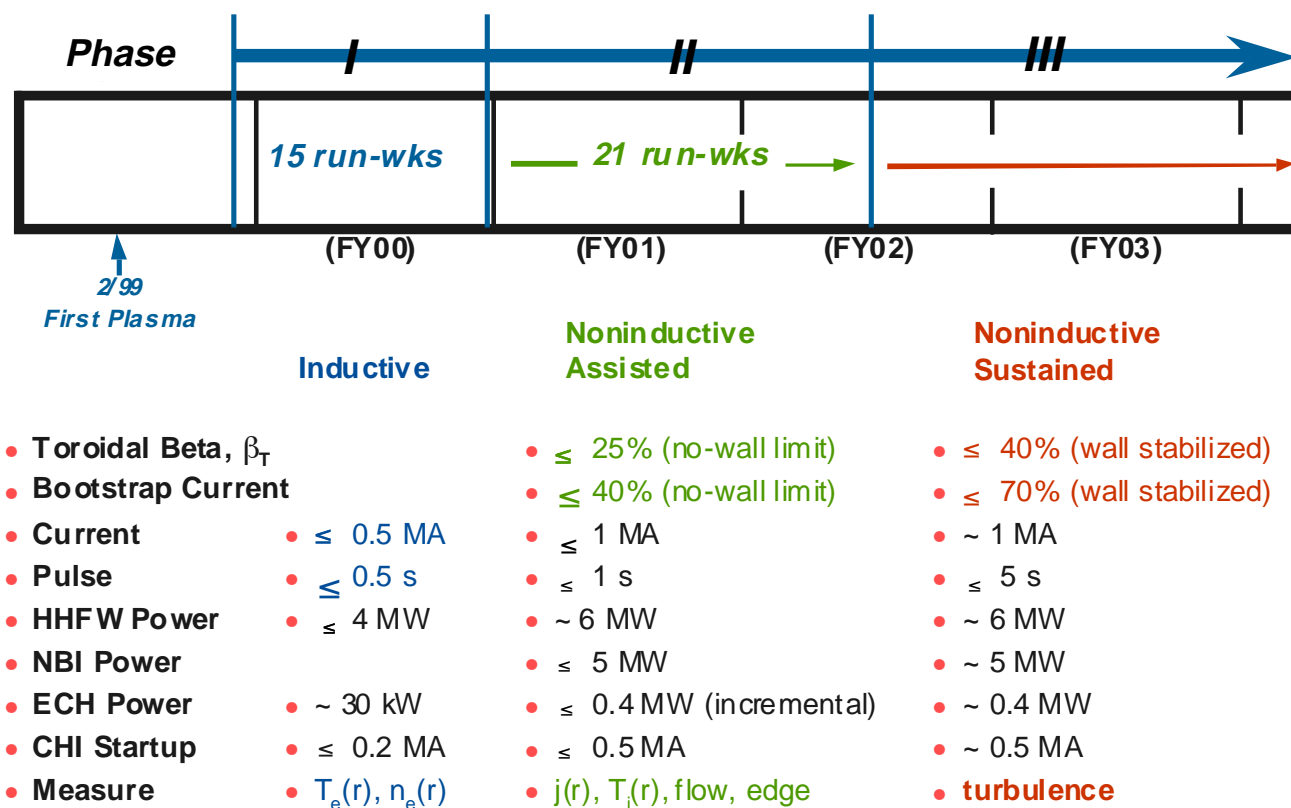 Phase I II III
15 run-wks 21 run-wks
(FY00) (FY01) (FY02) (FY03)
2/99
First Plasma
Inductive
Noninductive
Assisted
Noninductive
Sustained
• Toroidal Beta, βT • ≤ 25% (no-wall limit) • ≤ 40% (wall stabilized)
• Bootstrap Current • ≤ 40% (no-wall limit) • ≤ 70% (wall stabilized)
• Current • ≤ 0.5 MA • ≤ 1 MA • ~ 1 MA
• Pulse • ≤ 0.5 s • ≤ 1 s • ≤ 5 s
• HHFW Power • ≤ 4 MW • ~ 6 MW • ~ 6 MW
• NBI Power • ≤ 5 MW • ~ 5 MW
• ECH Power • ~ 30 kW • ≤ 0.4 MW (incremental) • ~ 0.4 MW
• CHI Startup • ≤ 0.2 MA • ≤ 0.5 MA • ~ 0.5 MA
• Measure • Te(r), ne(r) • j(r), Ti(r), flow, edge • turbulence